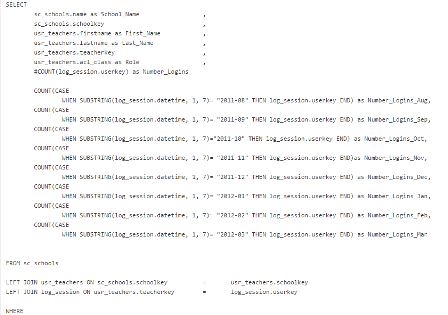 SELECT
sc_schools.name as School_Name ,
sc_schools.schoolkey ,
usr_teachers.firstname as First_Name ,
usr_teachers.lastname as Last_Name ,
usr_teachers.teacherkey ,
usr_teachers.acl_class as Role ,
#COUNT(log_session.userkey) as Number_Logins
COUNT(CASE
WHEN SUBSTRING(log_session.datetime, 1, 7)= "2011-08" THEN log_session.userkey END) as Number_Logins_Aug,
COUNT(CASE
WHEN SUBSTRING(log_session.datetime, 1, 7)= "2011-09" THEN log_session.userkey END) as Number_Logins_Sep,
COUNT(CASE
WHEN SUBSTRING(log_session.datetime, 1, 7)="2011-10" THEN log_session.userkey END) as Number_Logins_Oct,
COUNT(CASE
WHEN SUBSTRING(log_session.datetime, 1, 7)= "2011-11" THEN log_session.userkey END)as Number_Logins_Nov,
COUNT(CASE
WHEN SUBSTRING(log_session.datetime, 1, 7)= "2011-12" THEN log_session.userkey END) as Number_Logins_Dec,
COUNT(CASE
WHEN SUBSTRING(log_session.datetime, 1, 7)= "2012-01" THEN log_session.userkey END) as Number_Logins_Jan,
COUNT(CASE
WHEN SUBSTRING(log_session.datetime, 1, 7)= "2012-02" THEN log_session.userkey END) as Number_Logins_Feb,
COUNT(CASE
WHEN SUBSTRING(log_session.datetime, 1, 7)= "2012-03" THEN log_session.userkey END) as Number_Logins_Mar
FROM sc_schools
LEFT JOIN usr_teachers ON sc_schools.schoolkey = usr_teachers.schoolkey
LEFT JOIN log_session ON usr_teachers.teacherkey = log_session.userkey
WHERE